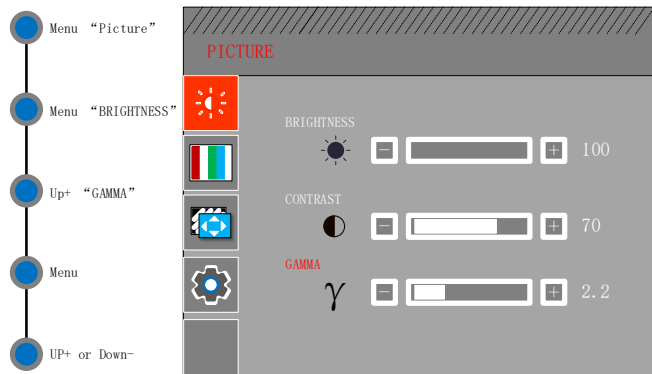 Menu “Picture”
Menu “BRIGHTNESS”
Up+ “GAMMA”
Menu
UP+ or Down-
PICTURE
BRIGHTNESS
- + 100
CONTRAST
- + 70
GAMMA
γ - + 2.2